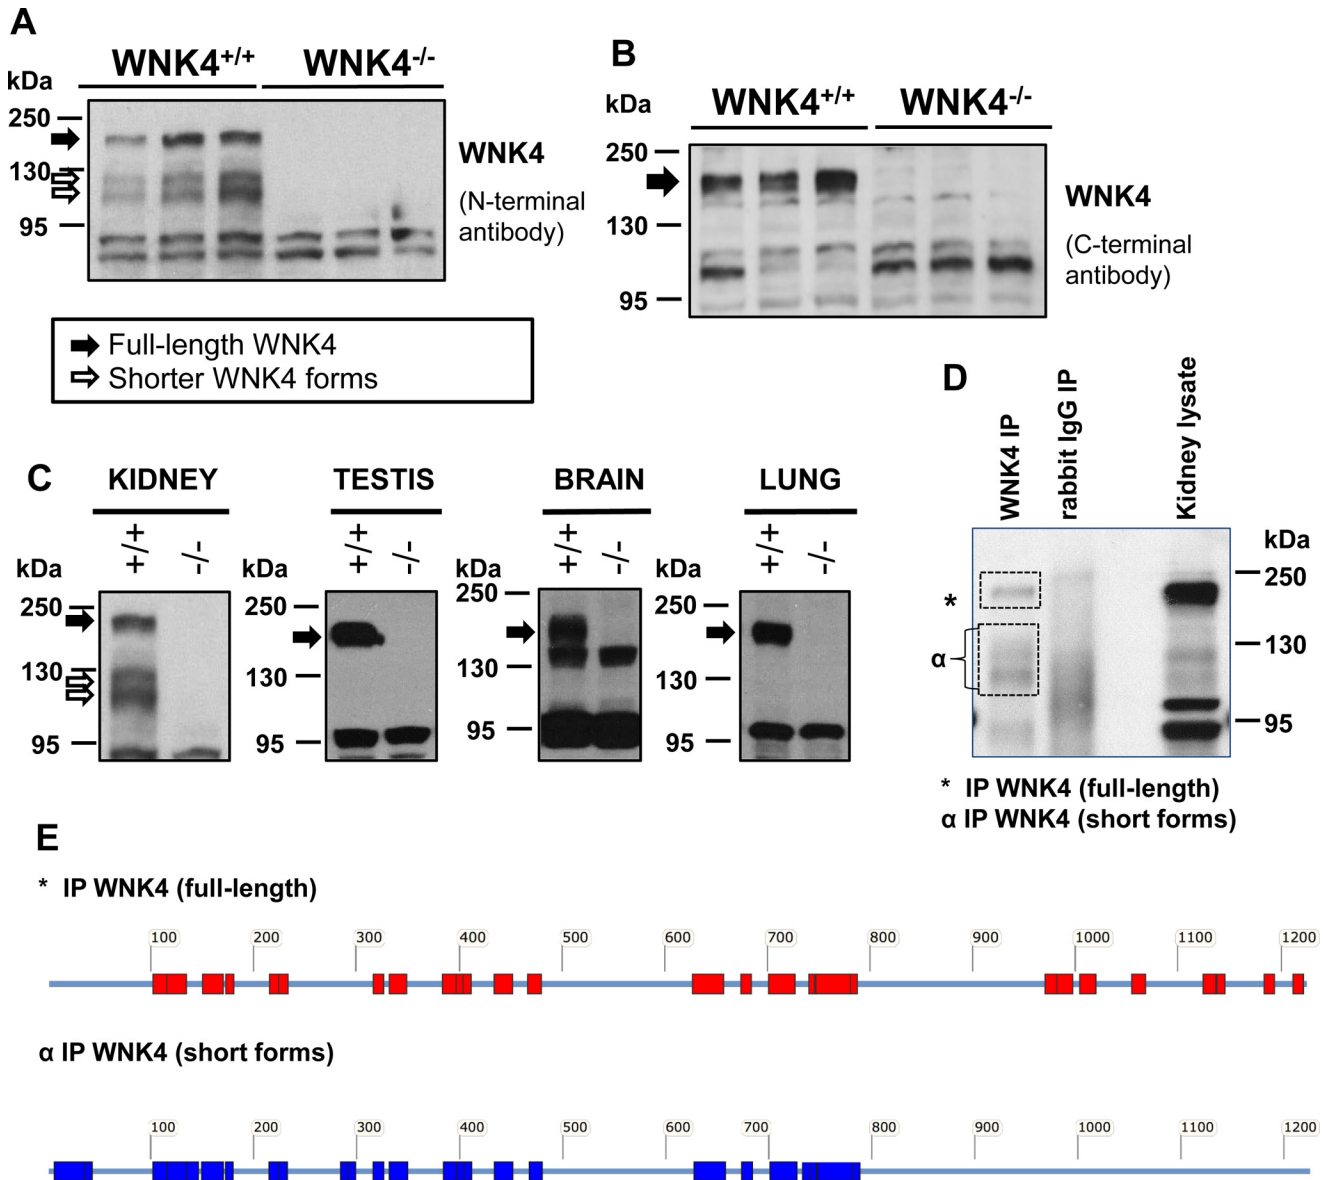 A
WNK4+/+ WNK4-/-
kDa
250
130
95
WNK4
(N-terminal
antibody)
Full-length WNK4
Shorter WNK4 forms
B
WNK4+/+ WNK4-/-
kDa
250
130
95
WNK4
(C-terminal
antibody)
C
KIDNEY TESTIS BRAIN LUNG
+/+ -/- +/+ -/- +/+ -/- +/+ -/-
kDa kDa kDa kDa
250 250 250 250
130 130 130 130
95 95 95 95
D
WNK4 IP
rabbit IgG IP
Kidney lysate
kDa
250
130
95
*
α
* IP WNK4 (full-length)
α IP WNK4 (short forms)
E
* IP WNK4 (full-length)
100 200 300 400 500 600 700 800 900 1000 1100 1200
α IP WNK4 (short forms)
100 200 300 400 500 600 700 800 900 1000 1100 1200